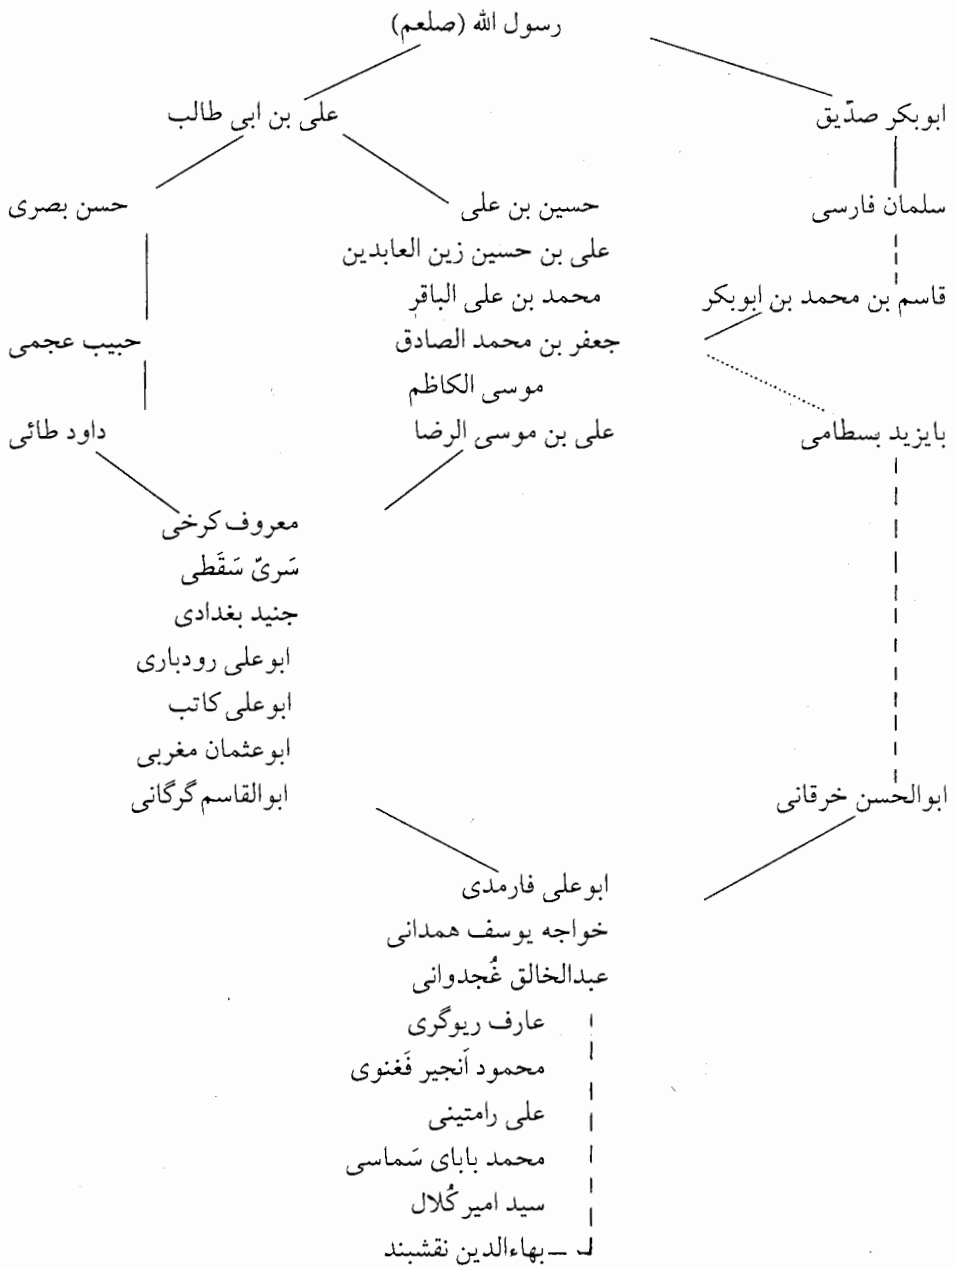 رسول الله (صلعم)
ابوبکر صدّیق علی بن ابی طالب
سلمان فارسی حسین بن علی حسن بصری
علی بن حسین زین العابدین
قاسم بن محمد بن ابوبکر محمد بن علی الباقر
جعفر بن محمد الصادق حبیب عجمی
موسی الکاظم
بایزید بسطامی علی بن موسی الرضا داود طائی
معروف کرخی
سَریّ سَقَطی
جنید بغدادی
ابوعلی رودباری
ابوعلی کاتب
ابوعثمان مغربی
ابوالحسن خرقانی ابوالقاسم گرگانی
ابوعلی فارمدی
خواجه یوسف همدانی
عبدالخالق غُجدوانی
عارف ریوگری
محمود اَنجیر فَغنوی
علی رامتینی
محمد بابای سَماسی
سید امیر کُلال
بهاءالدین نقشبند